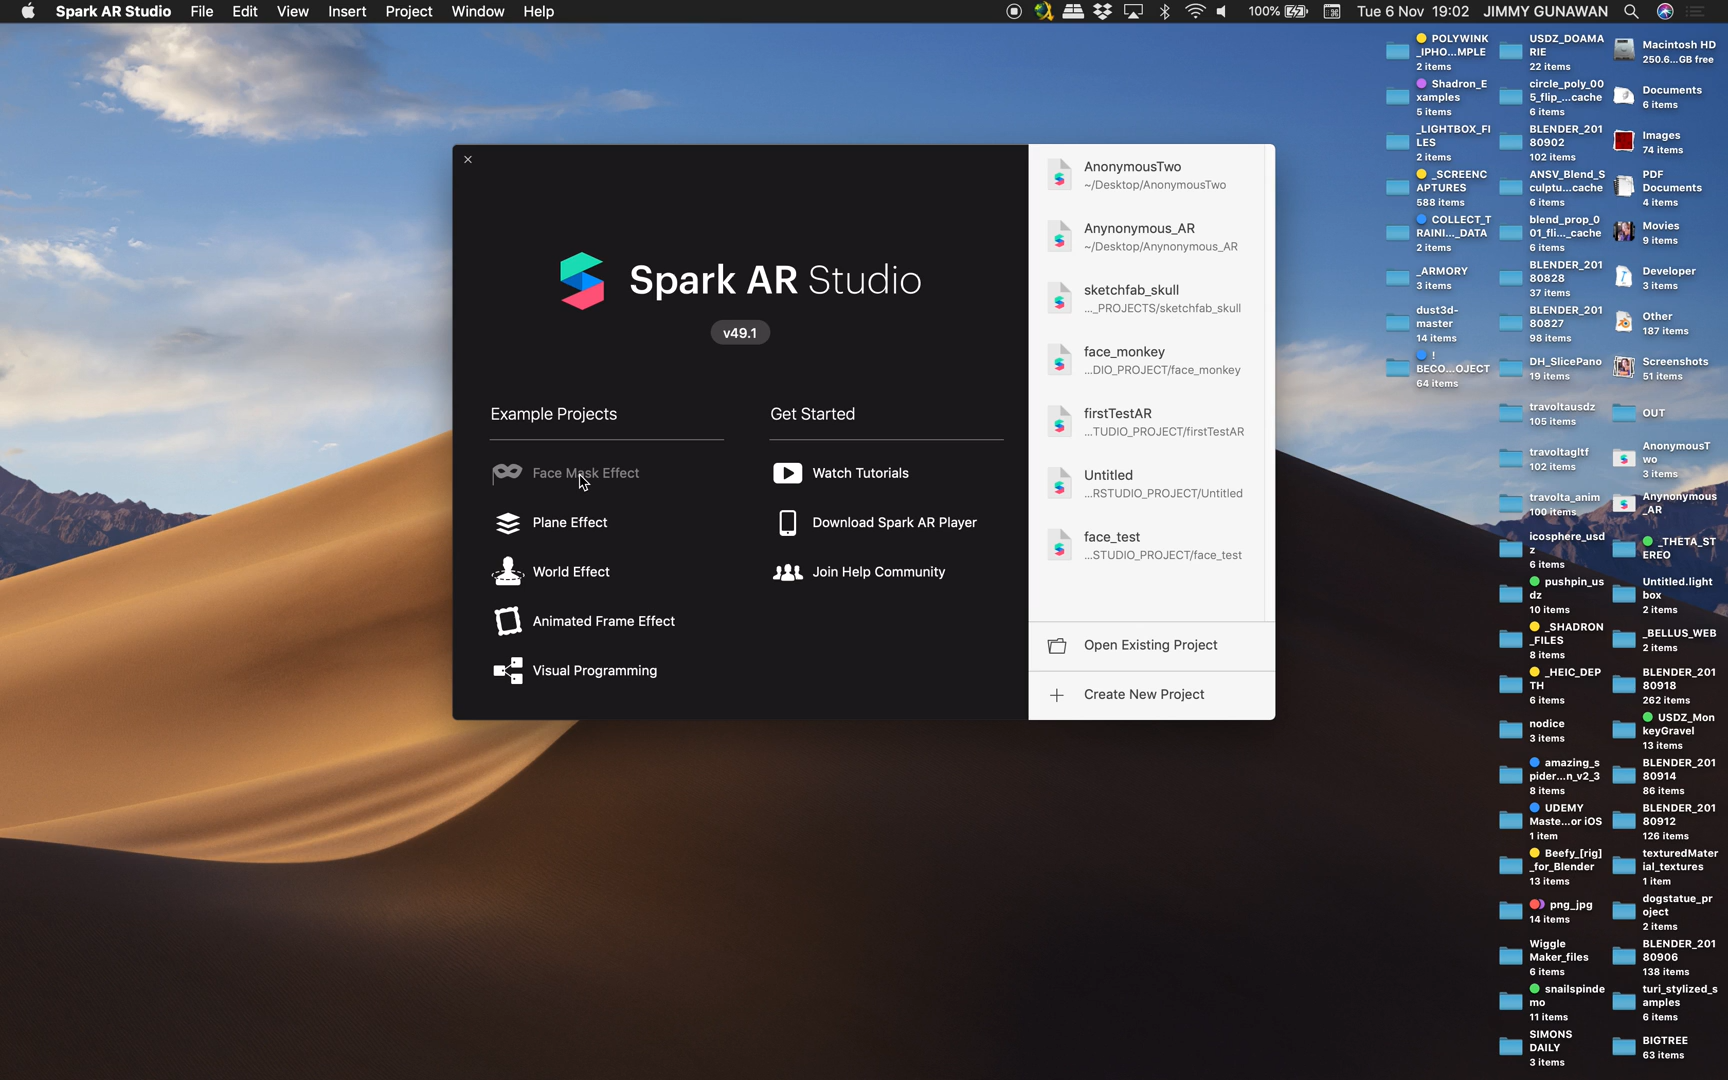 Spark AR Studio File Edit View Insert Project Window Help
100% Tue 6 Nov 19:02 JIMMY GUNAWAN
×
Spark AR Studio
v49.1
Example Projects
Face Mask Effect
Plane Effect
World Effect
Animated Frame Effect
Visual Programming
Get Started
Watch Tutorials
Download Spark AR Player
Join Help Community
AnonymousTwo
~/Desktop/AnonymousTwo
Anynonymous_AR
~/Desktop/Anynonymous_AR
sketchfab_skull
..._PROJECTS/sketchfab_skull
face_monkey
...DIO_PROJECT/face_monkey
firstTestAR
...TUDIO_PROJECT/firstTestAR
Untitled
...RSTUDIO_PROJECT/Untitled
face_test
...STUDIO_PROJECT/face_test
Open Existing Project
+ Create New Project
POLYWINK
_IPHO...MPLE
2 items
Shadron_E
xamples
5 items
_LIGHTBOX_FI
LES
2 items
_SCREENC
APTURES
588 items
COLLECT_T
RAINI..._DATA
2 items
_ARMORY
3 items
dust3d-
master
14 items
!
BECO...OJECT
64 items
USDZ_DOAMA
RIE
22 items
circle_poly_00
5_flip_...cache
6 items
BLENDER_201
80902
102 items
ANSV_Blend_S
culptu...cache
6 items
blend_prop_0
01_fli..._cache
6 items
BLENDER_201
80828
37 items
BLENDER_201
80827
98 items
DH_SlicePano
19 items
travoltausdz
105 items
travoltagltf
102 items
travolta_anim
100 items
icosphere_usd
z
6 items
pushpin_us
dz
10 items
_SHADRON
_FILES
8 items
_HEIC_DEP
TH
6 items
nodice
3 items
amazing_s
pider...n_v2_3
8 items
UDEMY
Maste...or iOS
1 item
Beefy_[rig]
_for_Blender
13 items
png_jpg
14 items
Wiggle
Maker_files
6 items
snailspinde
mo
11 items
SIMONS
DAILY
3 items
Macintosh HD
250.6...GB free
Documents
6 items
Images
74 items
PDF
Documents
4 items
Movies
9 items
Developer
3 items
Other
187 items
Screenshots
51 items
OUT
AnonymousT
wo
3 items
Anynonymous
_AR
_THETA_ST
EREO
Untitled.light
box
2 items
_BELLUS_WEB
2 items
BLENDER_201
80918
262 items
USDZ_Mon
keyGravel
13 items
BLENDER_201
80914
86 items
BLENDER_201
80912
126 items
texturedMater
ial_textures
1 item
dogstatue_pr
oject
2 items
BLENDER_201
80906
138 items
turi_stylized_s
amples
6 items
BIGTREE
63 items